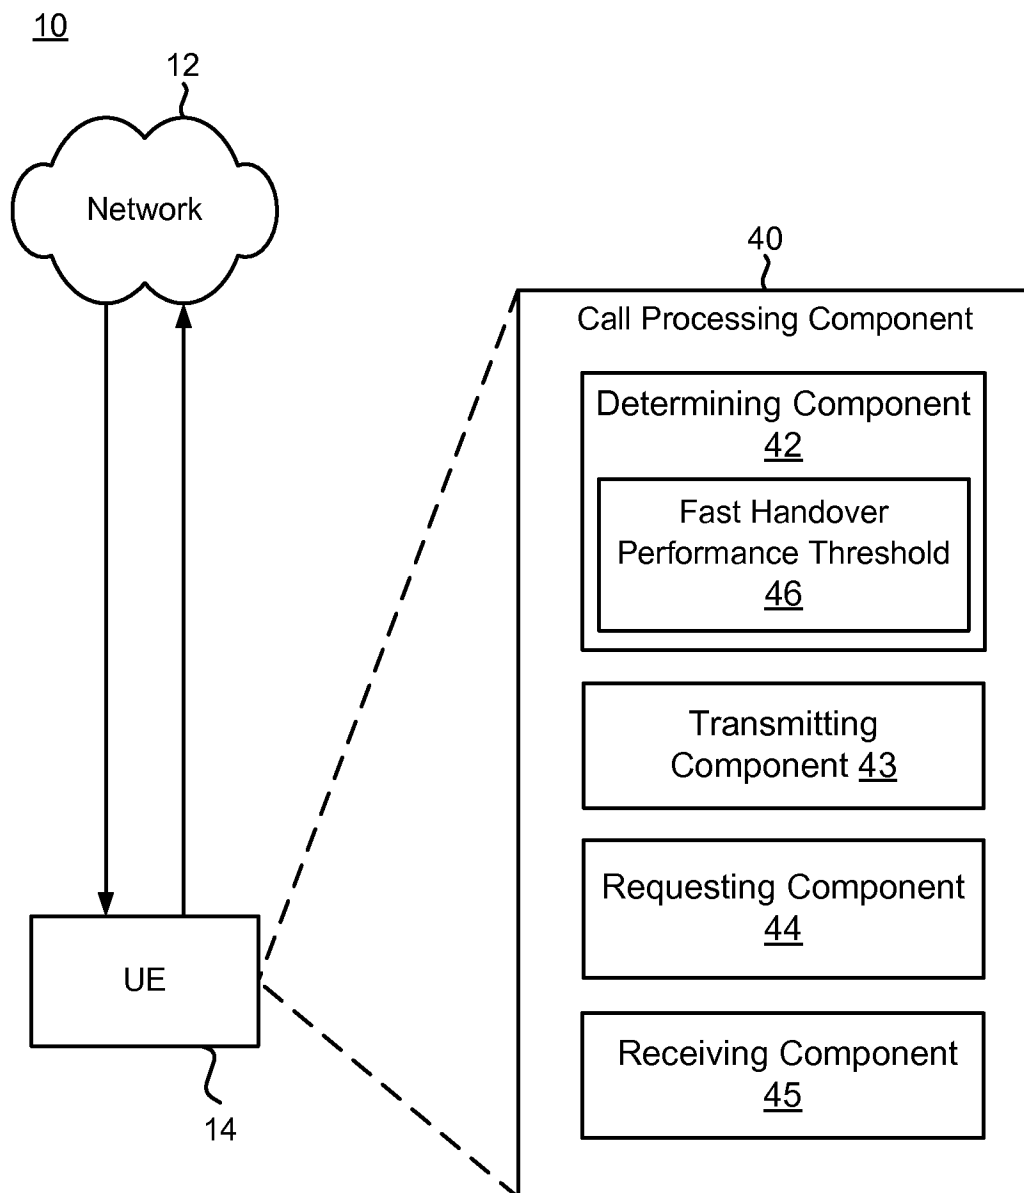 10
12
Network
40
Call Processing Component
Determining Component
42
Fast Handover
Performance Threshold
46
Transmitting
Component 43
Requesting Component
44
UE
Receiving Component
45
14